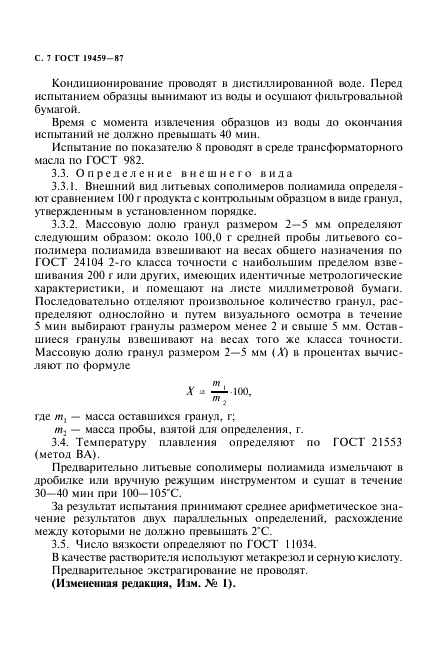 С. 7 ГОСТ 19459—87
Кондиционирование проводят в дистиллированной воде. Перед
испытанием образцы вынимают из воды и осушают фильтровальной
бумагой.
Время с момента извлечения образцов из воды до окончания
испытаний не должно превышать 40 мин.
Испытание по показателю 8 проводят в среде трансформаторного
масла по ГОСТ 982.
3.3. Определение внешнего вида
3.3.1. Внешний вид литьевых сополимеров полиамида определя-
ют сравнением 100 г продукта с контрольным образцом в виде гранул,
утвержденным в установленном порядке.
3.3.2. Массовую долю гранул размером 2—5 мм определяют
следующим образом: около 100,0 г средней пробы литьевого со-
полимера полиамида взвешивают на весах общего назначения по
ГОСТ 24104 2-го класса точности с наибольшим пределом взве-
шивания 200 г или других, имеющих идентичные метрологические
характеристики, и помещают на листе миллиметровой бумаги.
Последовательно отделяют произвольное количество гранул, рас-
пределяют однослойно и путем визуального осмотра в течение
5 мин выбирают гранулы размером менее 2 и свыше 5 мм. Остав-
шиеся гранулы взвешивают на весах того же класса точности.
Массовую долю гранул размером 2—5 мм (X) в процентах вычис-
ляют по формуле
X = m₁/m₂ ·100,
где m₁ — масса оставшихся гранул, г;
m₂ — масса пробы, взятой для определения, г.
3.4. Температуру плавления определяют по ГОСТ 21553
(метод ВА).
Предварительно литьевые сополимеры полиамида измельчают в
дробилке или вручную режущим инструментом и сушат в течение
30—40 мин при 100—105°С.
За результат испытания принимают среднее арифметическое зна-
чение результатов двух параллельных определений, расхождение
между которыми не должно превышать 2°С.
3.5. Число вязкости определяют по ГОСТ 11034.
В качестве растворителя используют метакрезол и серную кислоту.
Предварительное экстрагирование не проводят.
(Измененная редакция, Изм. № 1).